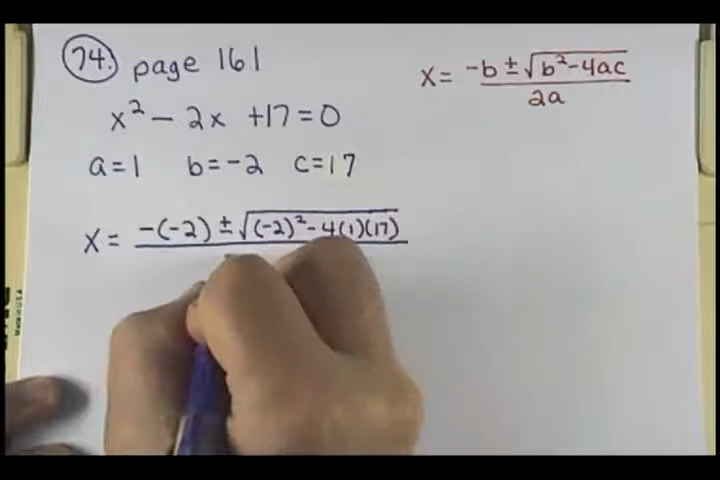 74. page 161
x = -b ± √b² - 4ac / 2a
x² - 2x + 17 = 0
a = 1 b = -2 c = 17
x = -(-2) ± √(-2)² - 4(1)(17)